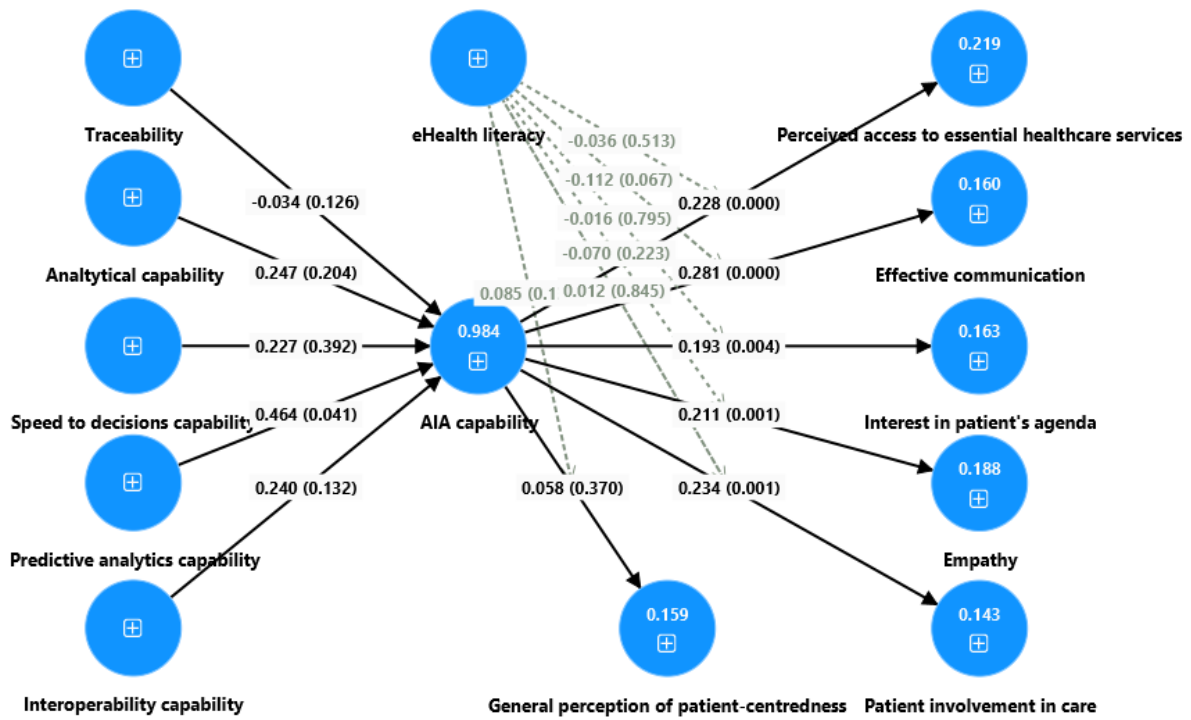 0.219
Traceability
eHealth literacy
Perceived access to essential healthcare services
-0.036 (0.513)
-0.112 (0.067)
0.160
-0.034 (0.126)
0.228 (0.000)
-0.016 (0.795)
-0.070 (0.223)
Analtytical capability
0.247 (0.204)
0.281 (0.000)
Effective communication
0.085 (0.1
0.012 (0.845)
0.984
0.163
0.227 (0.392)
0.193 (0.004)
Speed to decisions capability
0.464 (0.041)
AIA capability
0.211 (0.001)
Interest in patient's agenda
0.188
0.240 (0.132)
0.058 (0.370)
0.234 (0.001)
Predictive analytics capability
Empathy
0.159
0.143
Interoperability capability
General perception of patient-centredness
Patient involvement in care